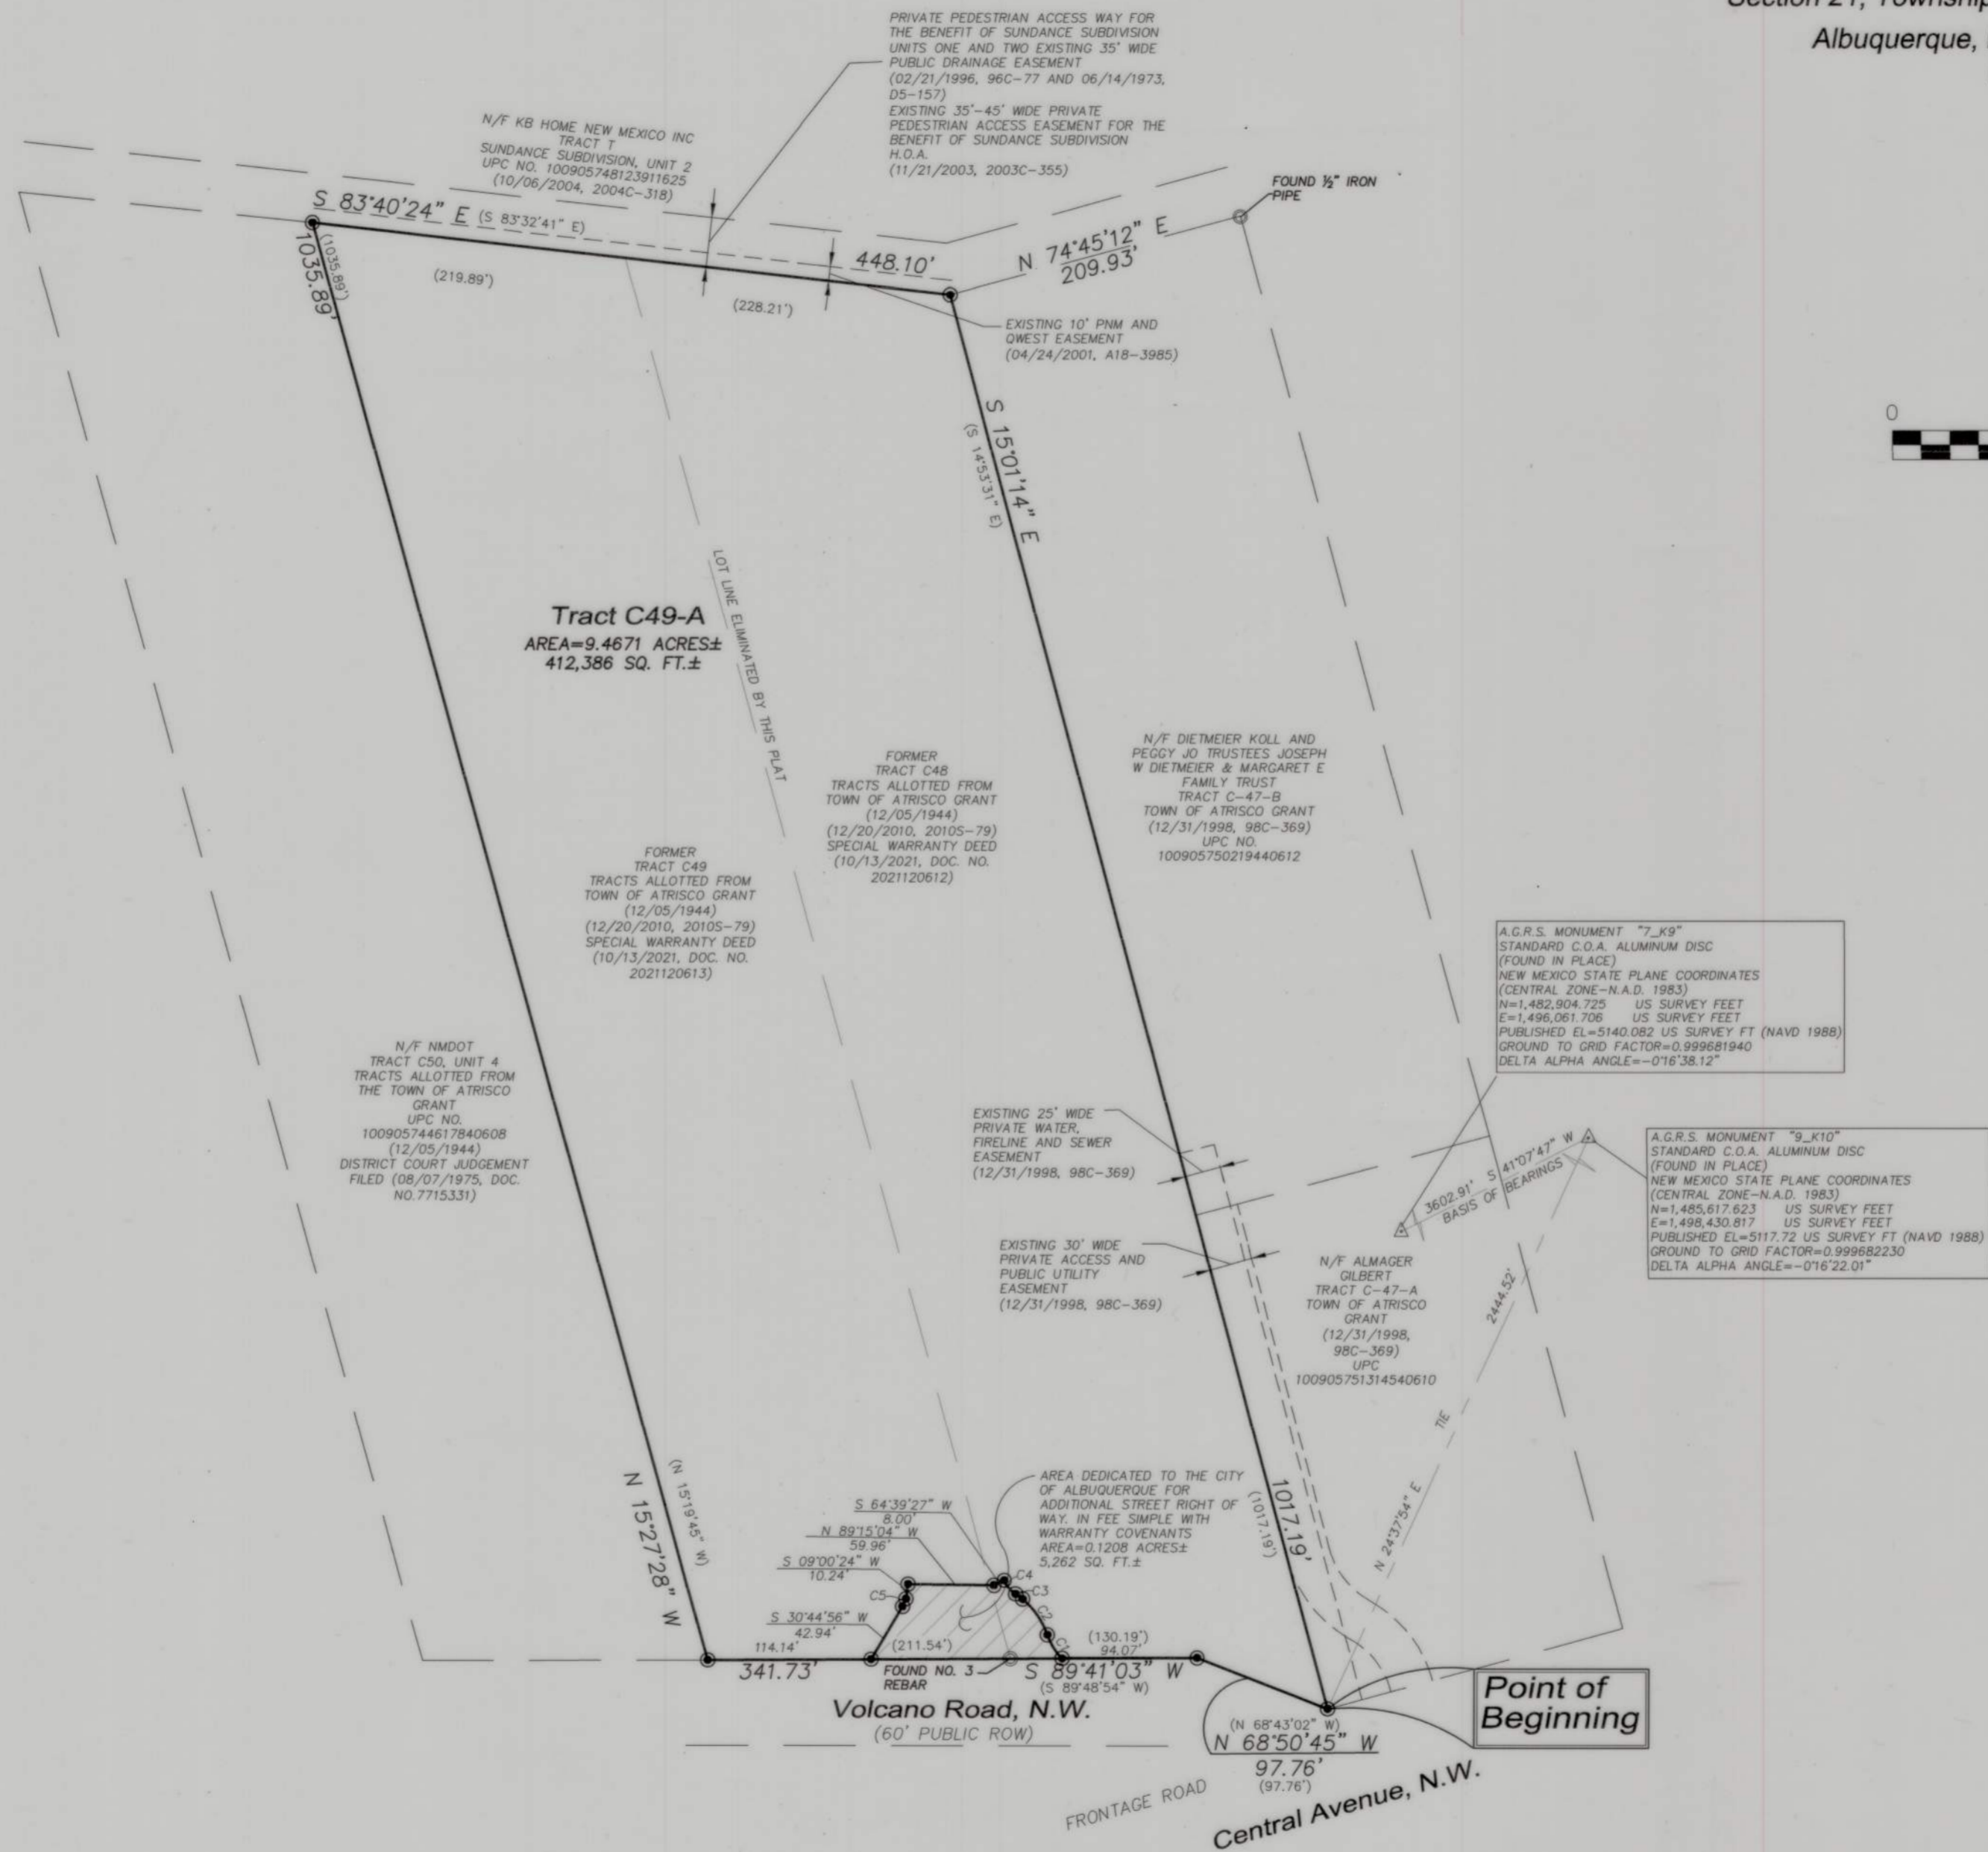 Section 21, Township
Albuquerque,
PRIVATE PEDESTRIAN ACCESS WAY FOR
THE BENEFIT OF SUNDANCE SUBDIVISION
UNITS ONE AND TWO EXISTING 35' WIDE
PUBLIC DRAINAGE EASEMENT
(02/21/1996, 96C-77 AND 06/14/1973,
D5-157)
EXISTING 35'-45' WIDE PRIVATE
PEDESTRIAN ACCESS EASEMENT FOR THE
BENEFIT OF SUNDANCE SUBDIVISION
H.O.A.
(11/21/2003, 2003C-355)
N/F KB HOME NEW MEXICO INC
TRACT T
SUNDANCE SUBDIVISION, UNIT 2
UPC NO. 100905748123911625
(10/06/2004, 2004C-318)
FOUND ½" IRON
PIPE
S 83°40'24" E (S 83°32'41" E)
448.10'
N 74°45'12" E
209.93'
(1035.89')
1035.89'
(219.89')
(228.21')
EXISTING 10' PNM AND
QWEST EASEMENT
(04/24/2001, A18-3985)
0
S 15°01'14" E
(S 14°53'31" E)
LOT LINE ELIMINATED BY THIS PLAT
Tract C49-A
AREA=9.4671 ACRES±
412,386 SQ. FT.±
FORMER
TRACT C48
TRACTS ALLOTTED FROM
TOWN OF ATRISCO GRANT
(12/05/1944)
(12/20/2010, 2010S-79)
SPECIAL WARRANTY DEED
(10/13/2021, DOC. NO.
2021120612)
N/F DIETMEIER KOLL AND
PEGGY JO TRUSTEES JOSEPH
W DIETMEIER & MARGARET E
FAMILY TRUST
TRACT C-47-B
TOWN OF ATRISCO GRANT
(12/31/1998, 98C-369)
UPC NO.
100905750219440612
FORMER
TRACT C49
TRACTS ALLOTTED FROM
TOWN OF ATRISCO GRANT
(12/05/1944)
(12/20/2010, 2010S-79)
SPECIAL WARRANTY DEED
(10/13/2021, DOC. NO.
2021120613)
A.G.R.S. MONUMENT "7_K9"
STANDARD C.O.A. ALUMINUM DISC
(FOUND IN PLACE)
NEW MEXICO STATE PLANE COORDINATES
(CENTRAL ZONE-N.A.D. 1983)
N=1,482,904.725 US SURVEY FEET
E=1,496,061.706 US SURVEY FEET
PUBLISHED EL=5140.082 US SURVEY FT (NAVD 1988)
GROUND TO GRID FACTOR=0.999681940
DELTA ALPHA ANGLE=-0°16'38.12"
N/F NMDOT
TRACT C50, UNIT 4
TRACTS ALLOTTED FROM
THE TOWN OF ATRISCO
GRANT
UPC NO.
100905744617840608
(12/05/1944)
DISTRICT COURT JUDGEMENT
FILED (08/07/1975, DOC.
NO.7715331)
EXISTING 25' WIDE
PRIVATE WATER,
FIRELINE AND SEWER
EASEMENT
(12/31/1998, 98C-369)
3602.91' S 41°07'47" W
BASIS OF BEARINGS
A.G.R.S. MONUMENT "9_K10"
STANDARD C.O.A. ALUMINUM DISC
(FOUND IN PLACE)
NEW MEXICO STATE PLANE COORDINATES
(CENTRAL ZONE-N.A.D. 1983)
N=1,485,617.623 US SURVEY FEET
E=1,498,430.817 US SURVEY FEET
PUBLISHED EL=5117.72 US SURVEY FT (NAVD 1988)
GROUND TO GRID FACTOR=0.999682230
DELTA ALPHA ANGLE=-0°16'22.01"
EXISTING 30' WIDE
PRIVATE ACCESS AND
PUBLIC UTILITY
EASEMENT
(12/31/1998, 98C-369)
N/F ALMAGER
GILBERT
TRACT C-47-A
TOWN OF ATRISCO
GRANT
(12/31/1998,
98C-369)
UPC
100905751314540610
2444.52'
TIE
N 24°37'54" E
N 15°27'28" W
(N 15°19'45" W)
AREA DEDICATED TO THE CITY
OF ALBUQUERQUE FOR
ADDITIONAL STREET RIGHT OF
WAY. IN FEE SIMPLE WITH
WARRANTY COVENANTS
AREA=0.1208 ACRES±
5,262 SQ. FT.±
1017.19'
(1017.19')
S 64°39'27" W
8.00'
N 89°15'04" W
59.96'
S 09°00'24" W
10.24'
C4
C3
C5
C2
C1
S 30°44'56" W
42.94'
114.14'
(211.54')
(130.19')
94.07'
341.73'
FOUND NO. 3
REBAR
S 89°41'03" W
(S 89°48'54" W)
Volcano Road, N.W.
(60' PUBLIC ROW)
Point of
Beginning
(N 68°43'02" W)
N 68°50'45" W
97.76'
(97.76')
FRONTAGE ROAD
Central Avenue, N.W.